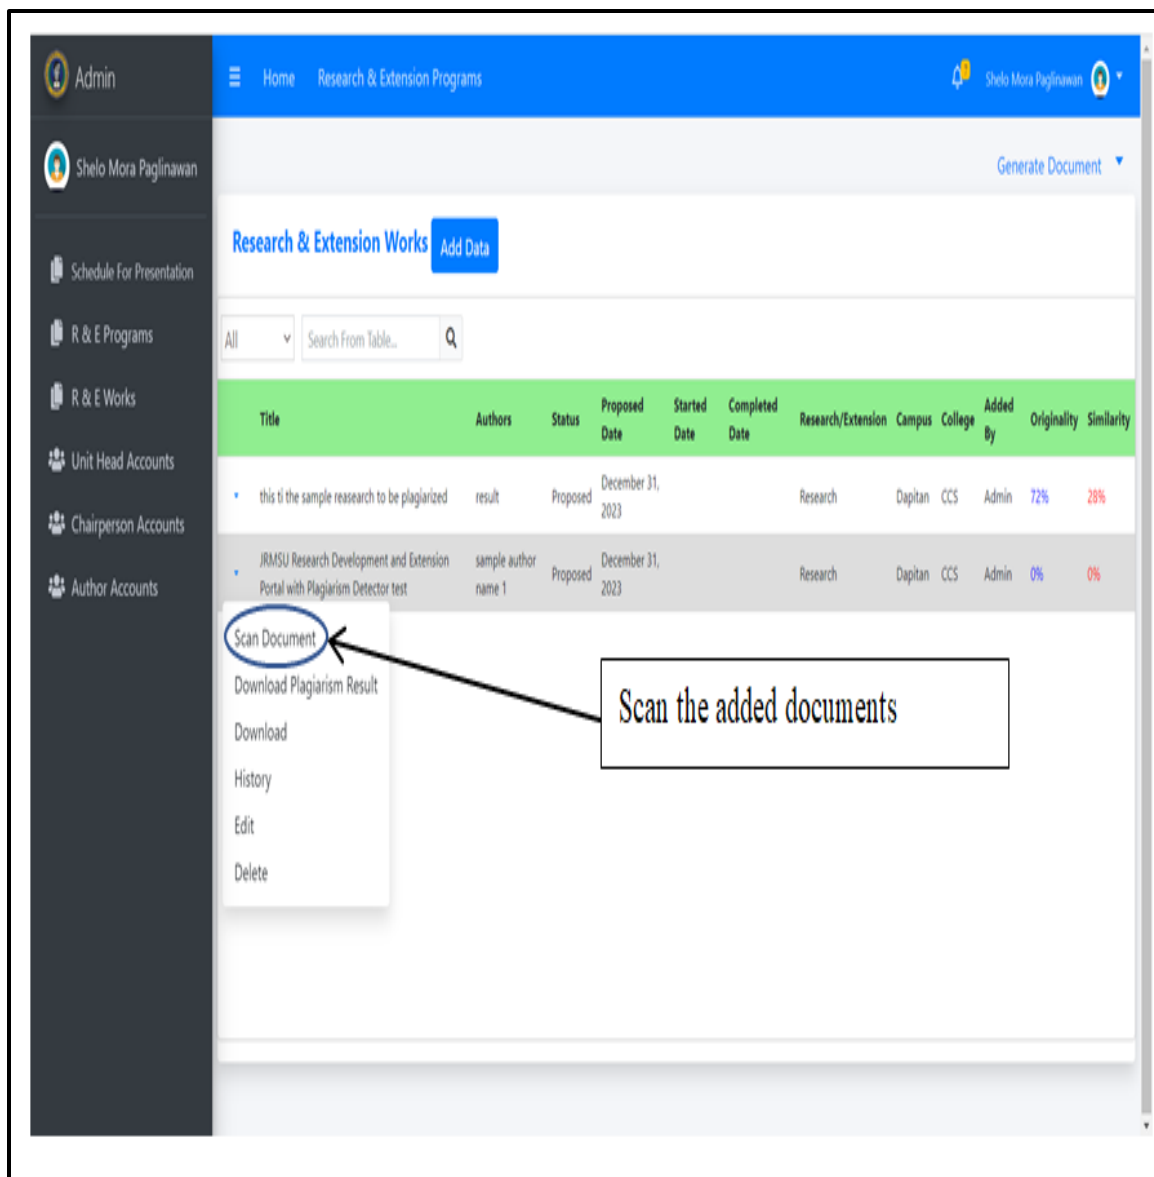 Admin
Home Research & Extension Programs
Shelo Mora Paglinawan
Shelo Mora Paglinawan
Generate Document
Schedule For Presentation
R & E Programs
R & E Works
Unit Head Accounts
Chairperson Accounts
Author Accounts
Research & Extension Works Add Data
All Search From Table...
Title Authors Status Proposed Date Started Date Completed Date Research/Extension Campus College Added By Originality Similarity
this ti the sample reasearch to be plagiarized result Proposed December 31, 2023 Research Dapitan CCS Admin 72% 28%
JRMSU Research Development and Extension Portal with Plagiarism Detector test sample author name 1 Proposed December 31, 2023 Research Dapitan CCS Admin 0% 0%
Scan Document
Download Plagiarism Result
Download
History
Edit
Delete
Scan the added documents